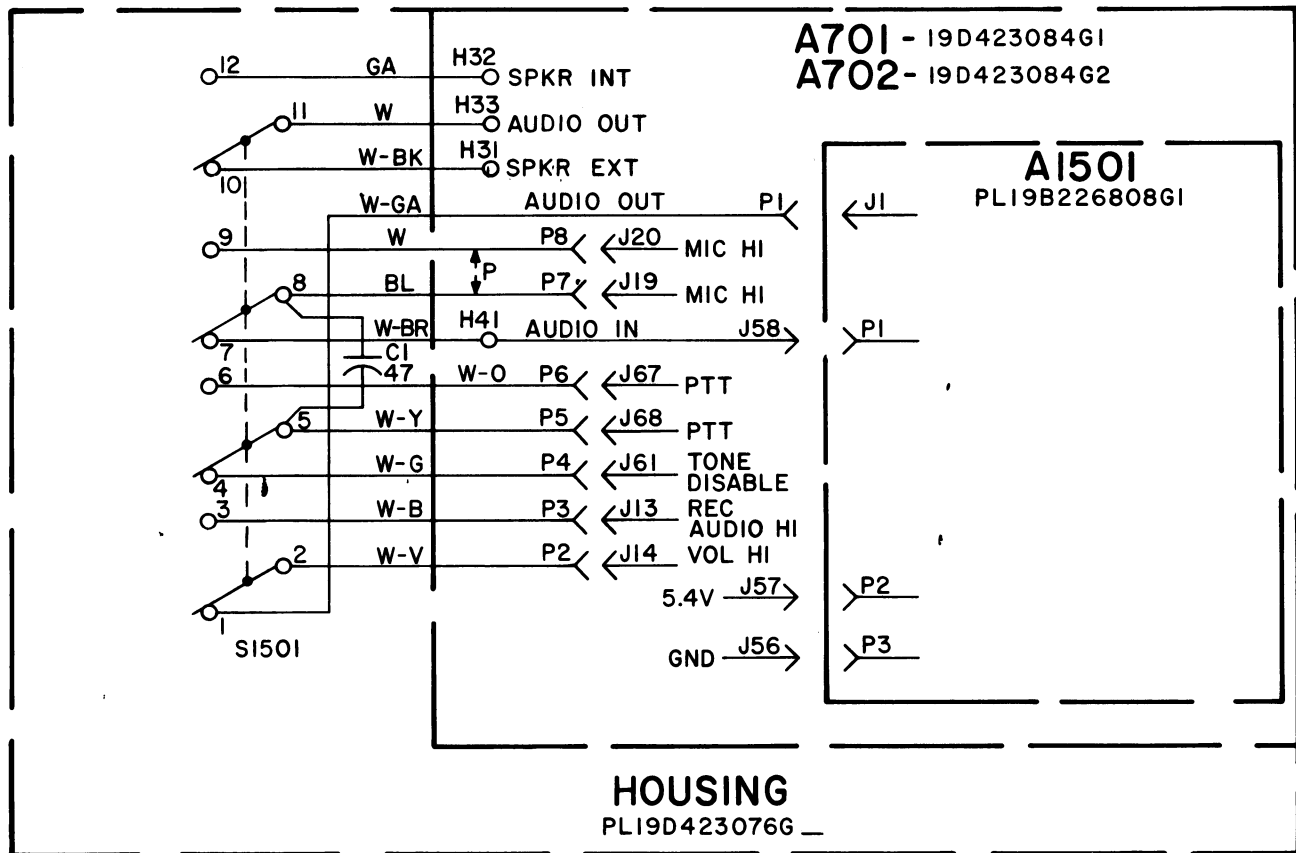 A701 - 19D423084G1
A702 - 19D423084G2
12 GA H32 SPKR INT
11 W H33 AUDIO OUT
10 W-BK H31 SPKR EXT
A1501
PL19B226808G1
W-GA AUDIO OUT P1 J1
9 W P8 J20 MIC HI
P
8 BL P7 J19 MIC HI
7 W-BR H41 AUDIO IN J58 P1
C1
47
6 W-O P6 J67 PTT
5 W-Y P5 J68 PTT
4 W-G P4 J61 TONE
DISABLE
3 W-B P3 J13 REC
AUDIO HI
2 W-V P2 J14 VOL HI
5.4V J57 P2
1
S1501
GND J56 P3
HOUSING
PL19D423076G __